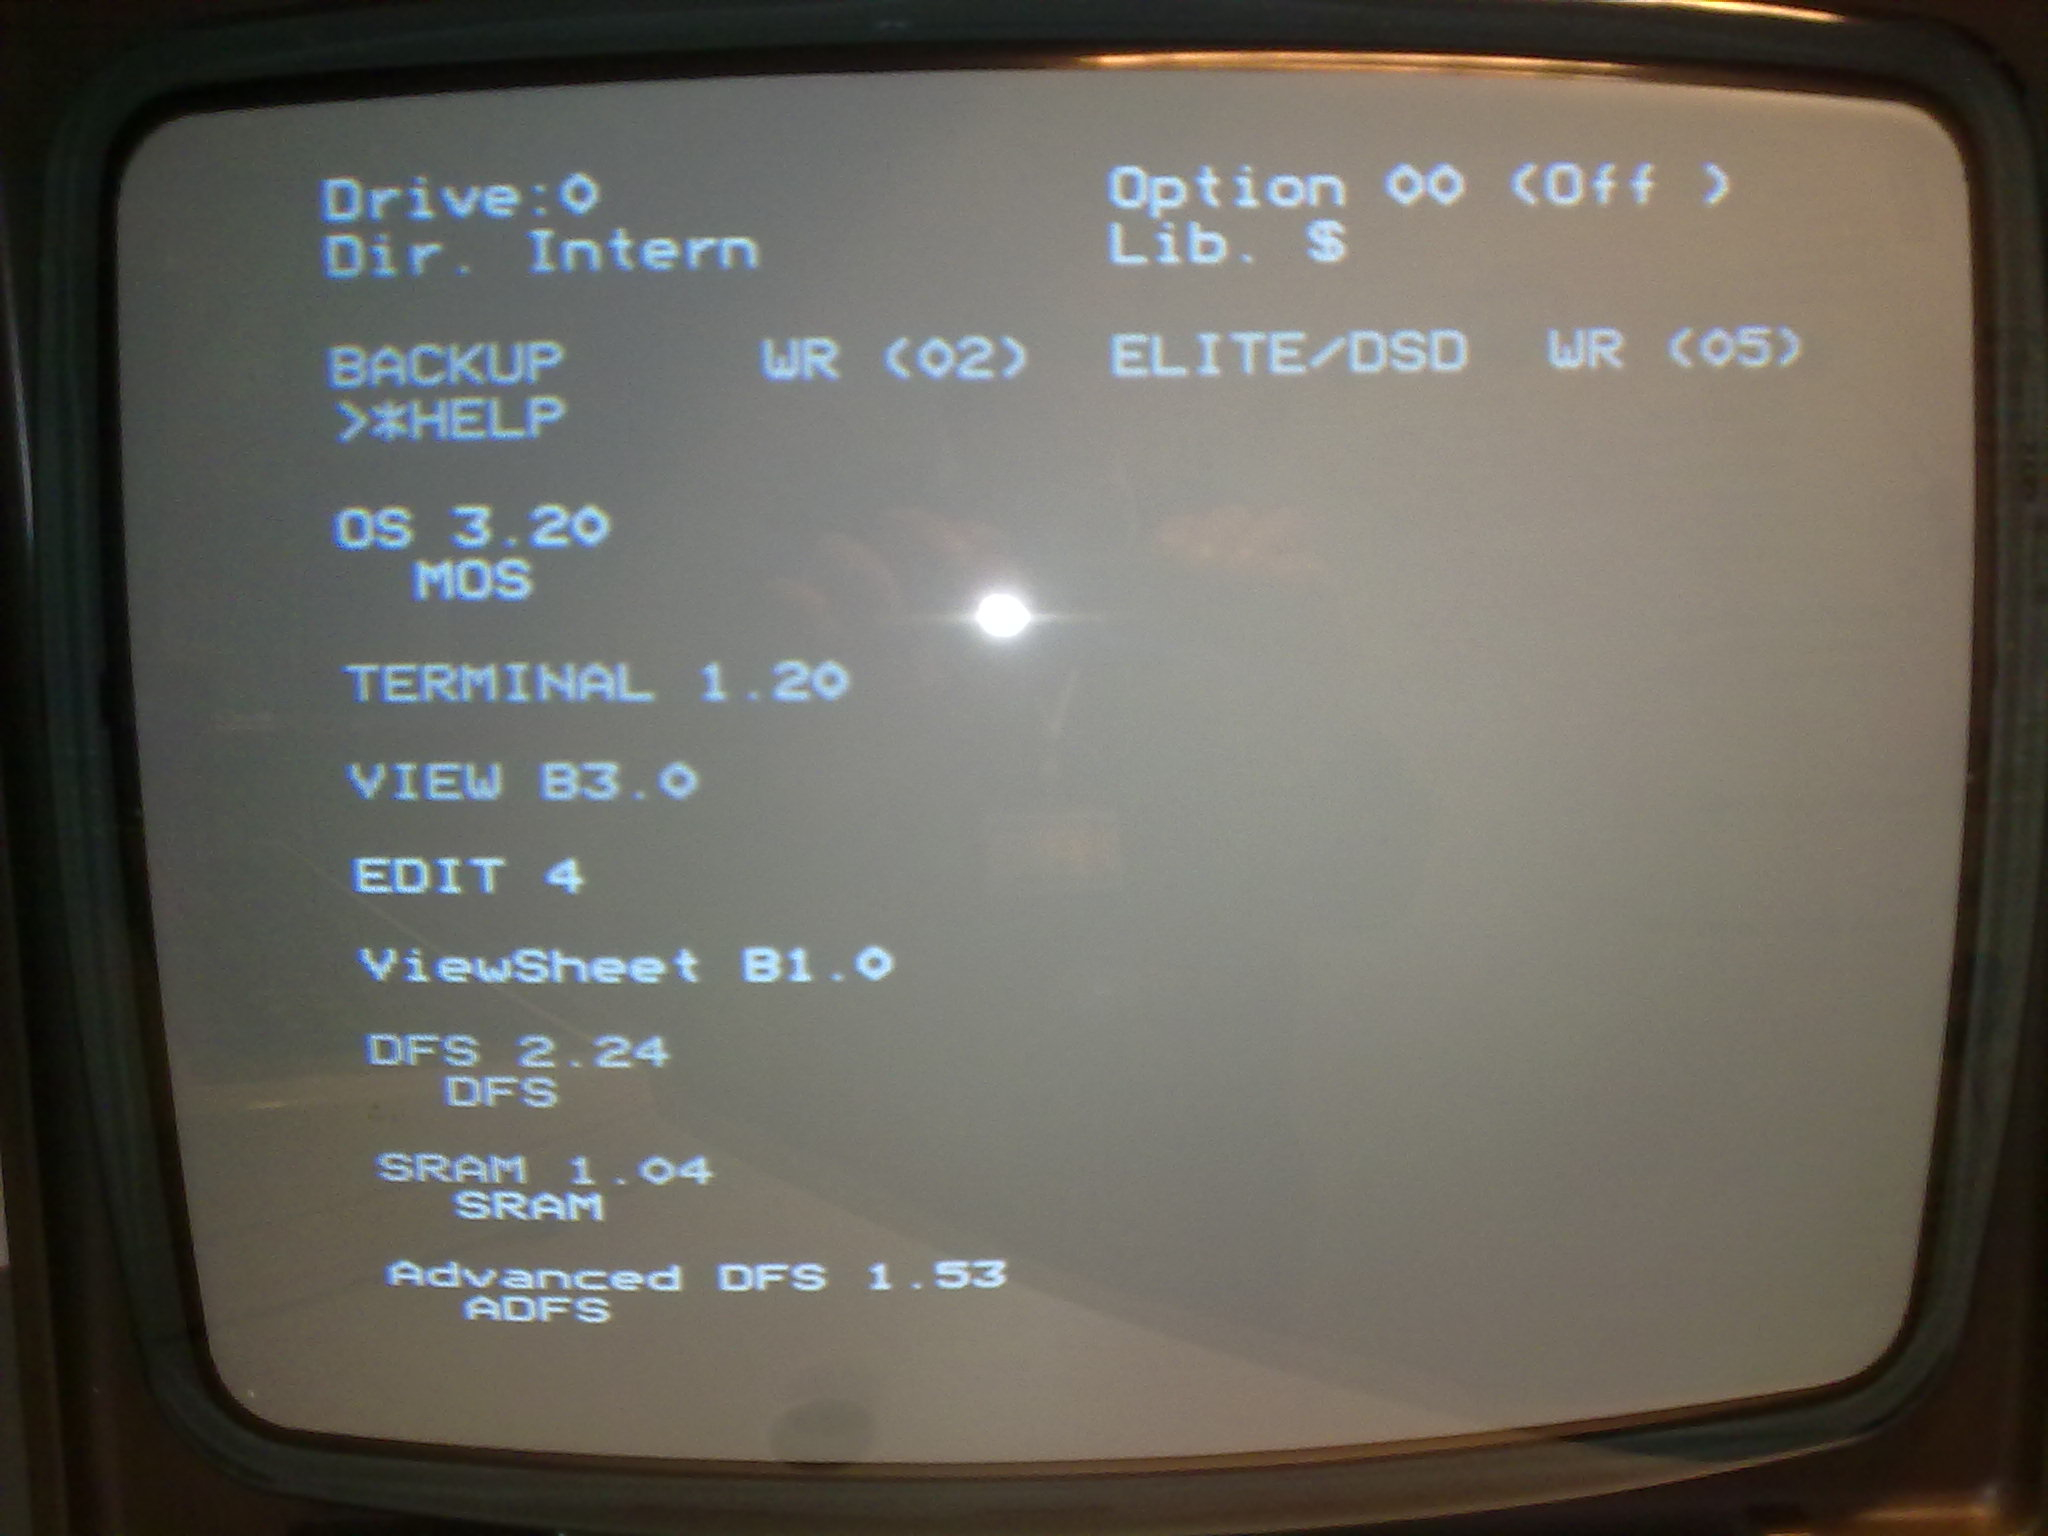 Drive:0 Option 00 (Off )
Dir. Intern Lib. $
BACKUP WR (02) ELITE/DSD WR (05)
>*HELP
OS 3.20
MOS
TERMINAL 1.20
VIEW B3.0
EDIT 4
ViewSheet B1.0
DFS 2.24
DFS
SRAM 1.04
SRAM
Advanced DFS 1.53
ADFS